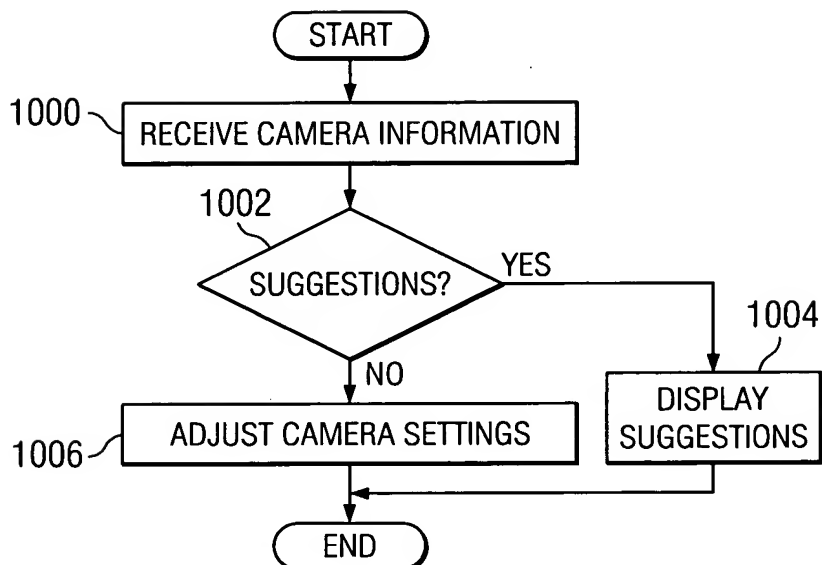 START
1000
RECEIVE CAMERA INFORMATION
1002
SUGGESTIONS?
YES
1004
DISPLAY
SUGGESTIONS
NO
1006
ADJUST CAMERA SETTINGS
END